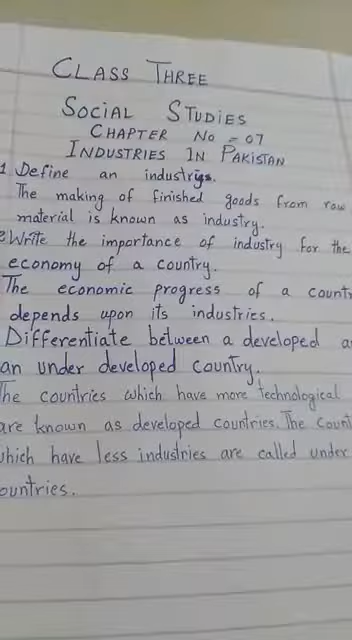 CLASS THREE
SOCIAL STUDIES
CHAPTER NO = 07
INDUSTRIES IN PAKISTAN
1 Define an industry.
The making of finished goods from raw
material is known as industry.
2 Write the importance of industry for the
economy of a country.
The economic progress of a
depends upon its industries.
Differentiate between a developed
an under developed country.
The countries which have more technological
are known as developed countries. The
which have less industries are called under